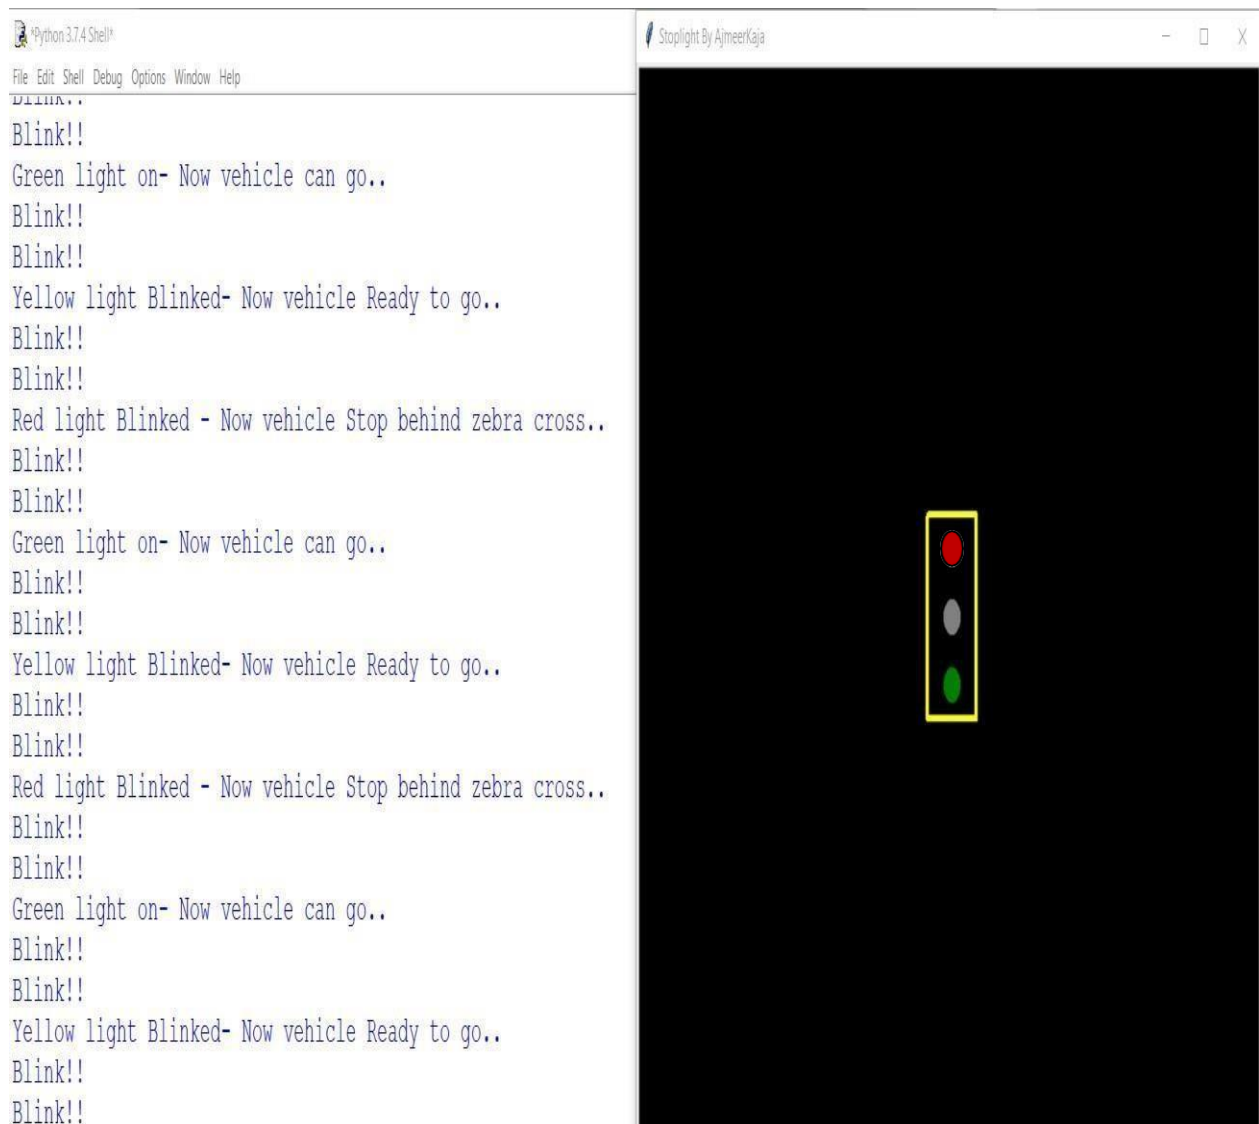 *Python 3.7.4 Shell*
File Edit Shell Debug Options Window Help
Blink!!
Green light on- Now vehicle can go..
Blink!!
Blink!!
Yellow light Blinked- Now vehicle Ready to go..
Blink!!
Blink!!
Red light Blinked - Now vehicle Stop behind zebra cross..
Blink!!
Blink!!
Green light on- Now vehicle can go..
Blink!!
Blink!!
Yellow light Blinked- Now vehicle Ready to go..
Blink!!
Blink!!
Red light Blinked - Now vehicle Stop behind zebra cross..
Blink!!
Blink!!
Green light on- Now vehicle can go..
Blink!!
Blink!!
Yellow light Blinked- Now vehicle Ready to go..
Blink!!
Blink!!
Stoplight By AjmeerKaja